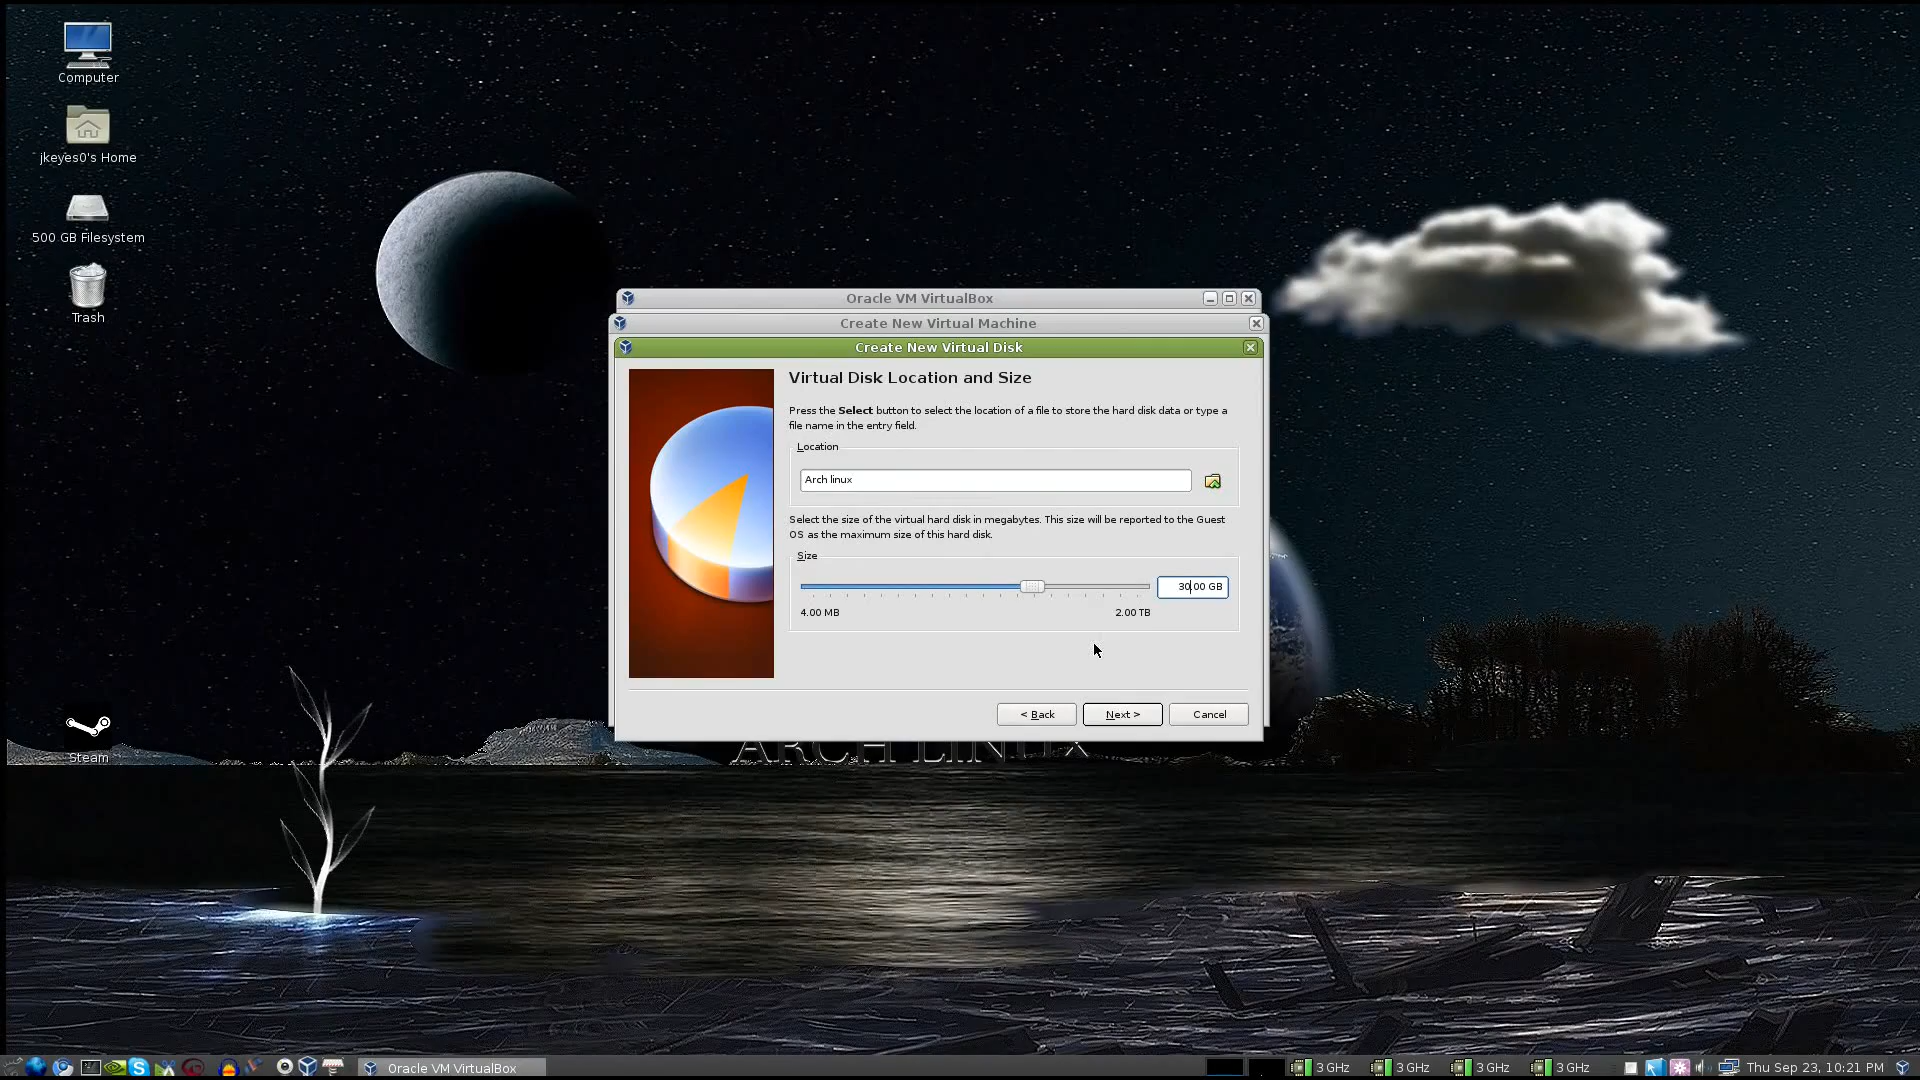 Computer
jkeyes0's Home
500 GB Filesystem
Trash
Steam
Oracle VM VirtualBox
Create New Virtual Machine
Create New Virtual Disk
Virtual Disk Location and Size
Press the Select button to select the location of a file to store the hard disk data or type a
file name in the entry field.
Location
Arch linux
Select the size of the virtual hard disk in megabytes. This size will be reported to the Guest
OS as the maximum size of this hard disk.
Size
30.00 GB
4.00 MB
2.00 TB
< Back
Next >
Cancel
ARCH LINUX
Oracle VM VirtualBox
3 GHz
3 GHz
3 GHz
3 GHz
Thu Sep 23, 10:21 PM